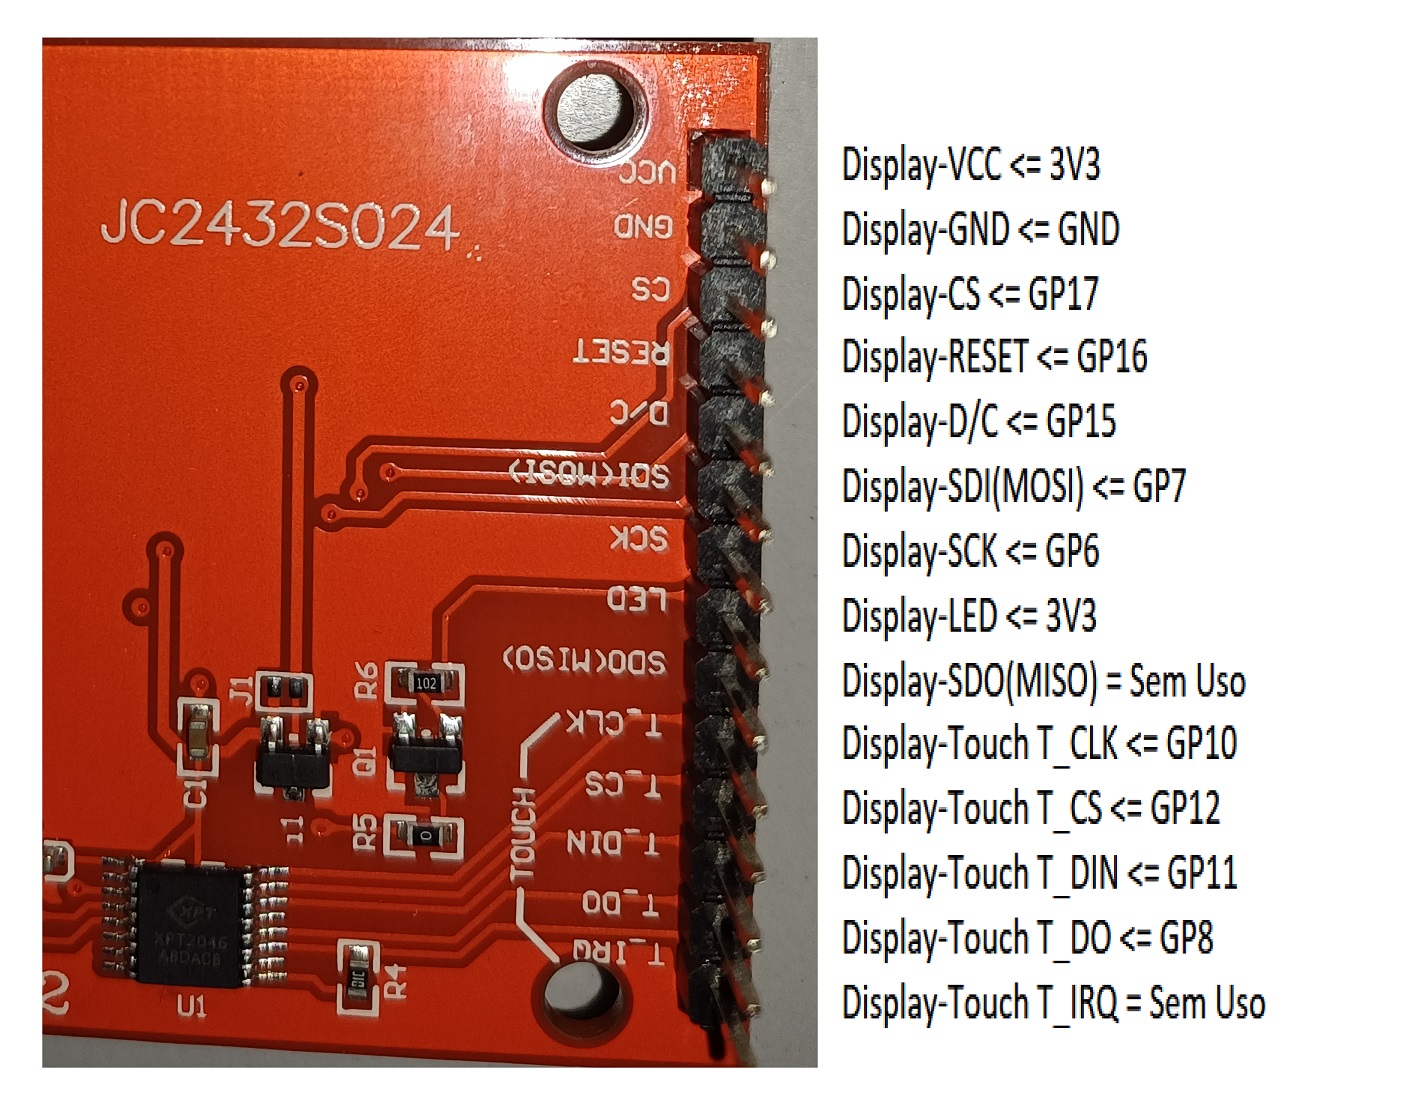 JC2432S024
VCC
GND
CS
RESET
D/C
SDI(MOSI)
SCK
LED
SDO(MISO)
T_CLK
T_CS
T_DIN
T_DO
T_IRQ
TOUCH
J1
R6
102
Q1
C1
R5
0
XPT
XPT2046
U1
R4
2
Display-VCC <= 3V3
Display-GND <= GND
Display-CS <= GP17
Display-RESET <= GP16
Display-D/C <= GP15
Display-SDI(MOSI) <= GP7
Display-SCK <= GP6
Display-LED <= 3V3
Display-SDO(MISO) = Sem Uso
Display-Touch T_CLK <= GP10
Display-Touch T_CS <= GP12
Display-Touch T_DIN <= GP11
Display-Touch T_DO <= GP8
Display-Touch T_IRQ = Sem Uso